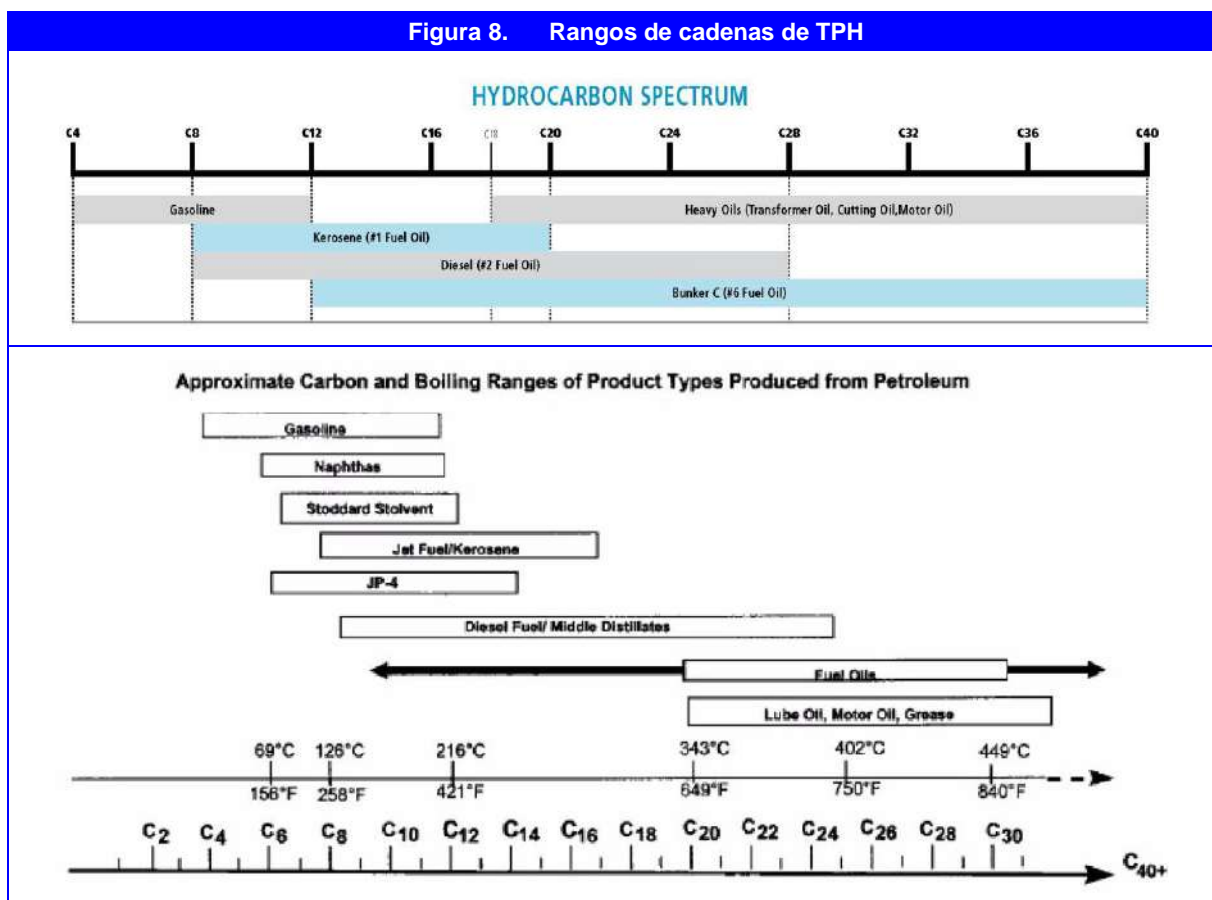 Figura 8. Rangos de cadenas de TPH
HYDROCARBON SPECTRUM
C4 C8 C12 C16 C18 C20 C24 C28 C32 C36 C40
Gasoline Heavy Oils (Transformer Oil, Cutting Oil,Motor Oil)
Kerosene (#1 Fuel Oil)
Diesel (#2 Fuel Oil)
Bunker C (#6 Fuel Oil)
Approximate Carbon and Boiling Ranges of Product Types Produced from Petroleum
Gasoline
Naphthas
Stoddard Stolvent
Jet Fuel/Kerosene
JP-4
Diesel Fuel/ Middle Distillates
Fuel Oils
Lube Oil, Motor Oil, Grease
69°C 126°C 216°C 343°C 402°C 449°C
156°F 258°F 421°F 649°F 750°F 840°F
C2 C4 C6 C8 C10 C12 C14 C16 C18 C20 C22 C24 C26 C28 C30
C40+